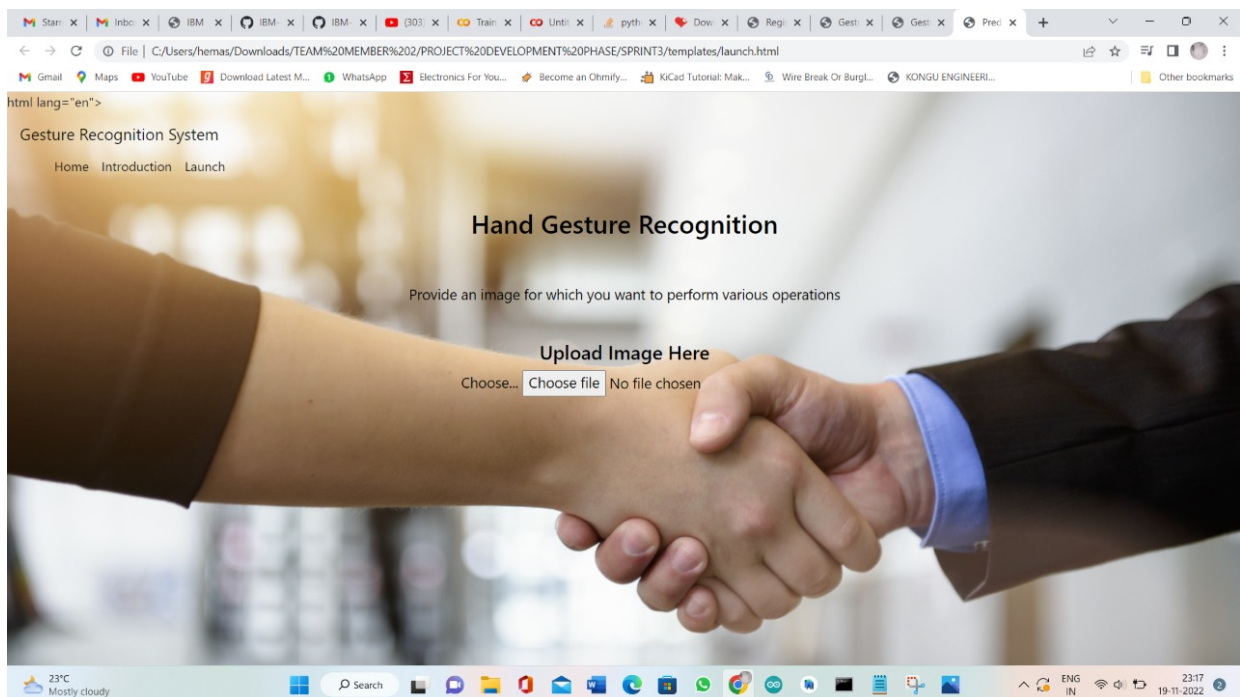 Stam
Inbo
IBM
IBM-
IBM-
(303)
Train
Untit
pyth
Dow
Regi
Gest
Gest
Pred
File | C:/Users/hemas/Downloads/TEAM%20MEMBER%202/PROJECT%20DEVELOPMENT%20PHASE/SPRINT3/templates/launch.html
Gmail Maps YouTube Download Latest M... WhatsApp Electronics For You... Become an Ohmify... KiCad Tutorial: Mak... Wire Break Or Burgl... KONGU ENGINEERI... Other bookmarks
html lang="en">
Gesture Recognition System
Home Introduction Launch
Hand Gesture Recognition
Provide an image for which you want to perform various operations
Upload Image Here
Choose... Choose file No file chosen
23°C
Mostly cloudy
Search
ENG
IN
23:17
19-11-2022
2